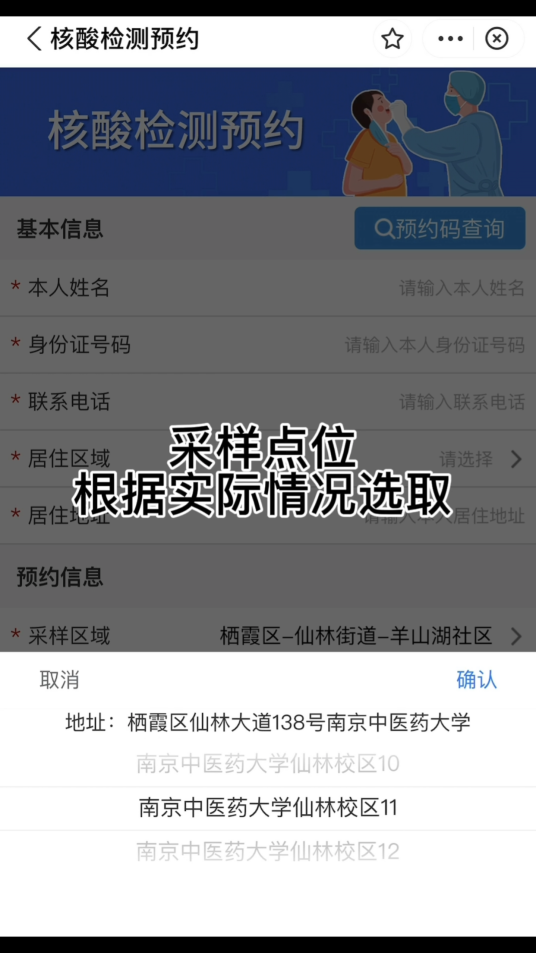 核酸检测预约
核酸检测预约
基本信息
预约码查询
* 本人姓名 请输入本人姓名
* 身份证号码 请输入本人身份证号码
* 联系电话 请输入联系电话
* 居住区域 请选择
采样点位
根据实际情况选取
* 居住地址 请输入本人居住地址
预约信息
* 采样区域 栖霞区-仙林街道-羊山湖社区
取消 确认
地址：栖霞区仙林大道138号南京中医药大学
南京中医药大学仙林校区10
南京中医药大学仙林校区11
南京中医药大学仙林校区12